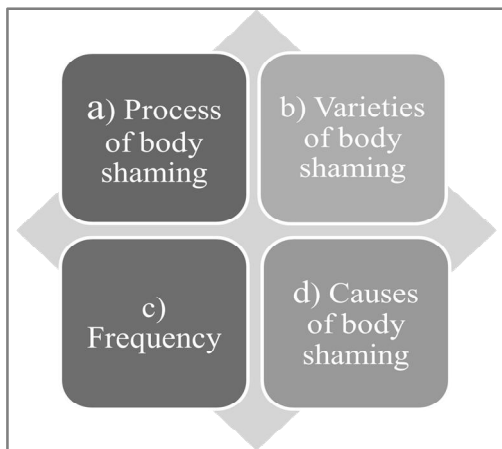 a) Process
of body
shaming
b) Varieties
of body
shaming
c)
Frequency
d) Causes
of body
shaming